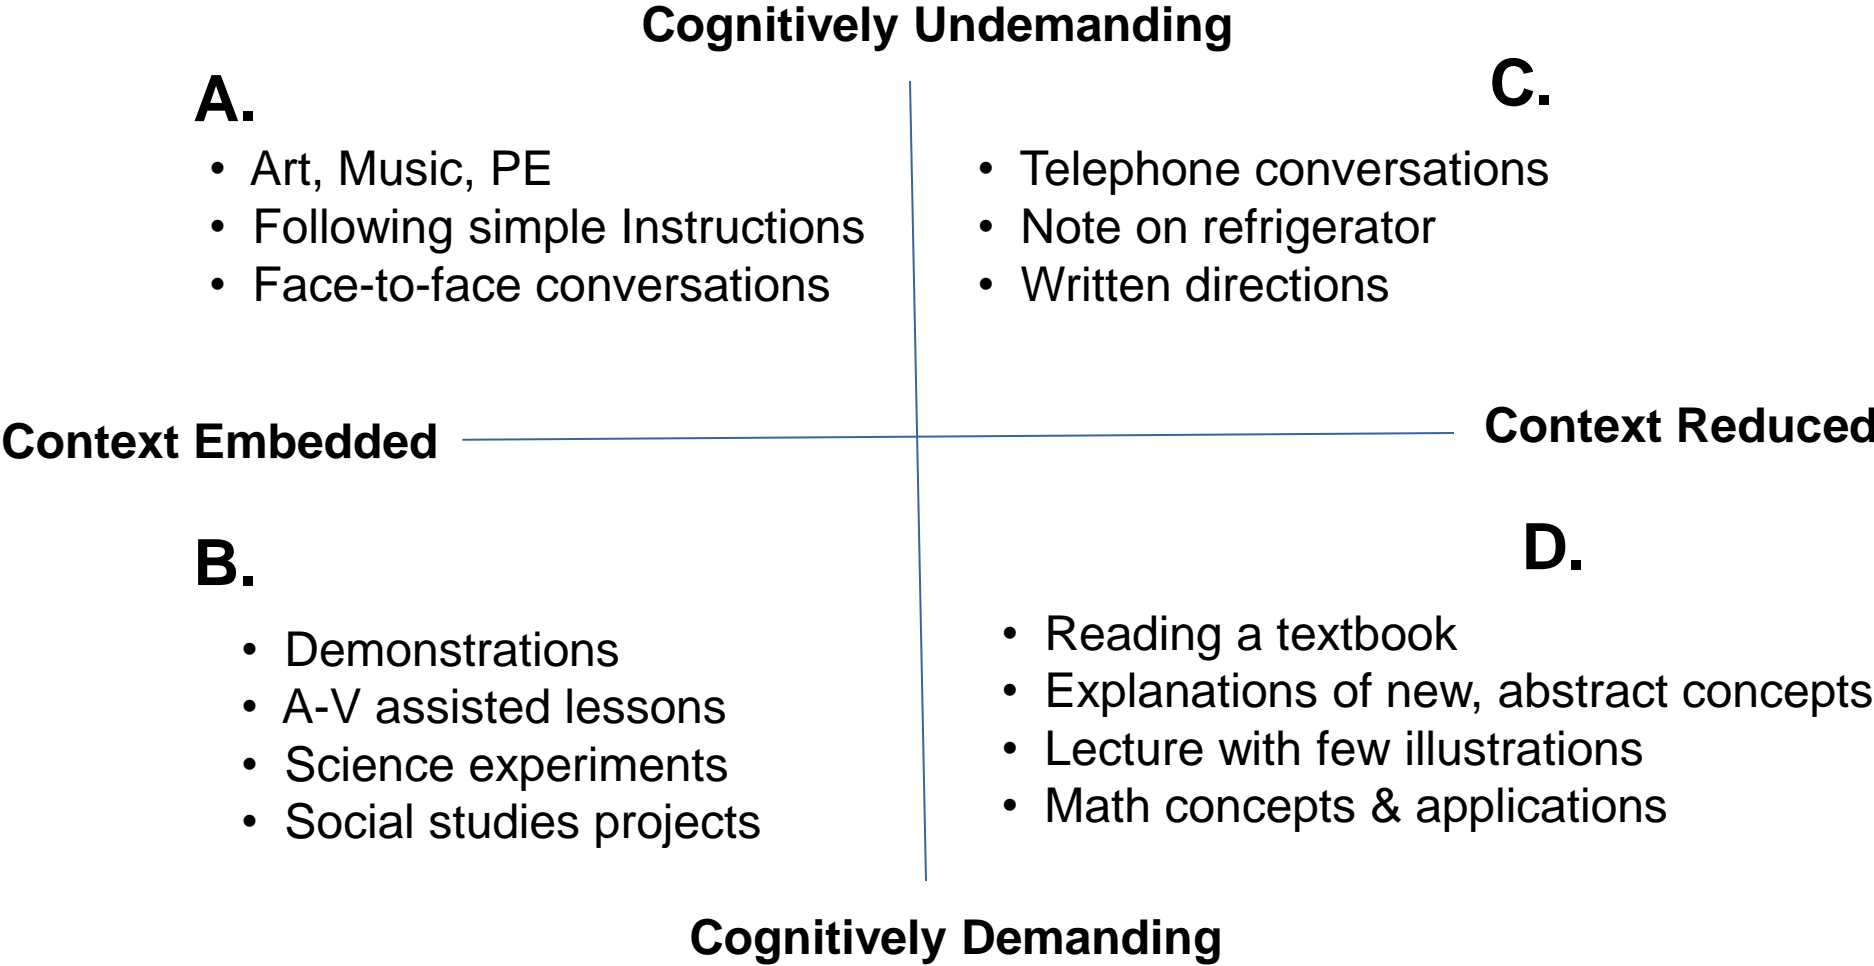 Cognitively Undemanding
A.
• Art, Music, PE
• Following simple Instructions
• Face-to-face conversations
C.
• Telephone conversations
• Note on refrigerator
• Written directions
Context Embedded
Context Reduced
B.
• Demonstrations
• A-V assisted lessons
• Science experiments
• Social studies projects
D.
• Reading a textbook
• Explanations of new, abstract concepts
• Lecture with few illustrations
• Math concepts & applications
Cognitively Demanding